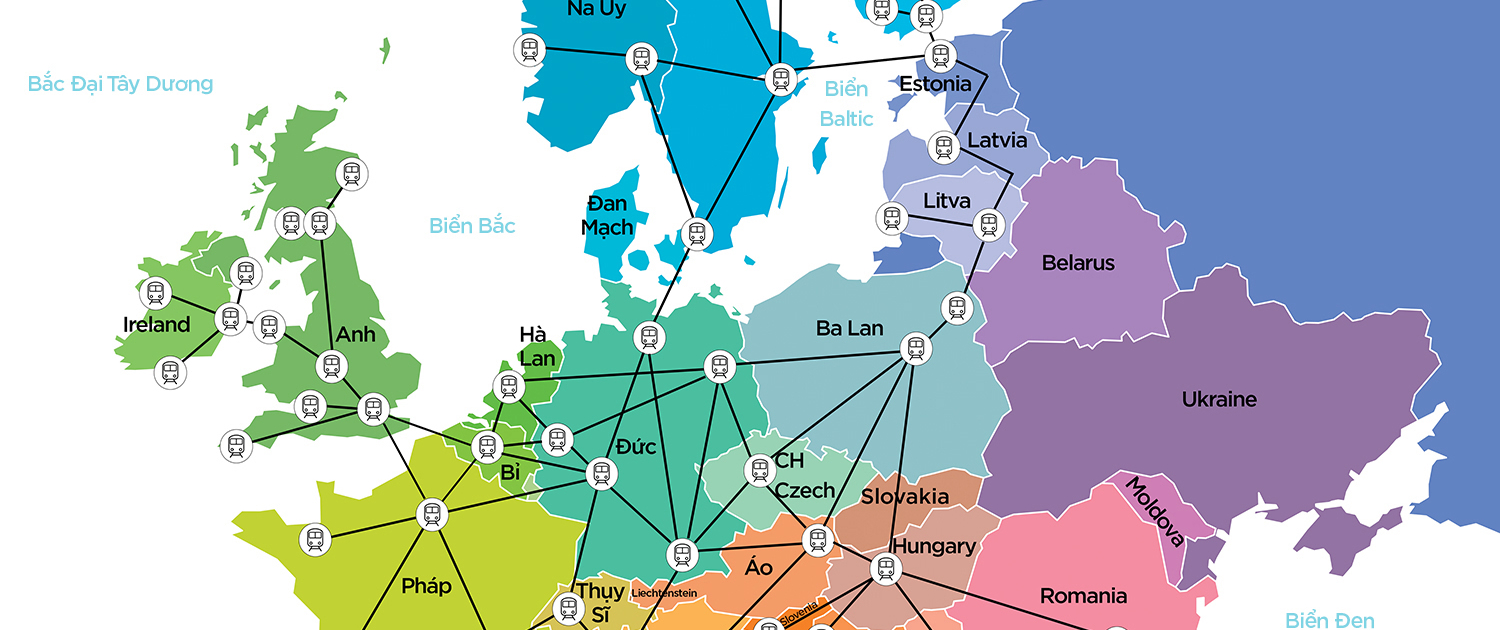 Na Uy
Bắc Đại Tây Dương
Biển
Baltic
Estonia
Latvia
Litva
Đan
Mạch
Biển Bắc
Belarus
Ireland
Anh
Hà
Lan
Ba Lan
Ukraine
Đức
Bỉ
CH
Czech
Slovakia
Moldova
Hungary
Áo
Pháp
Thụy
Sĩ
Liechtenstein
Slovenia
Romania
Biển Đen